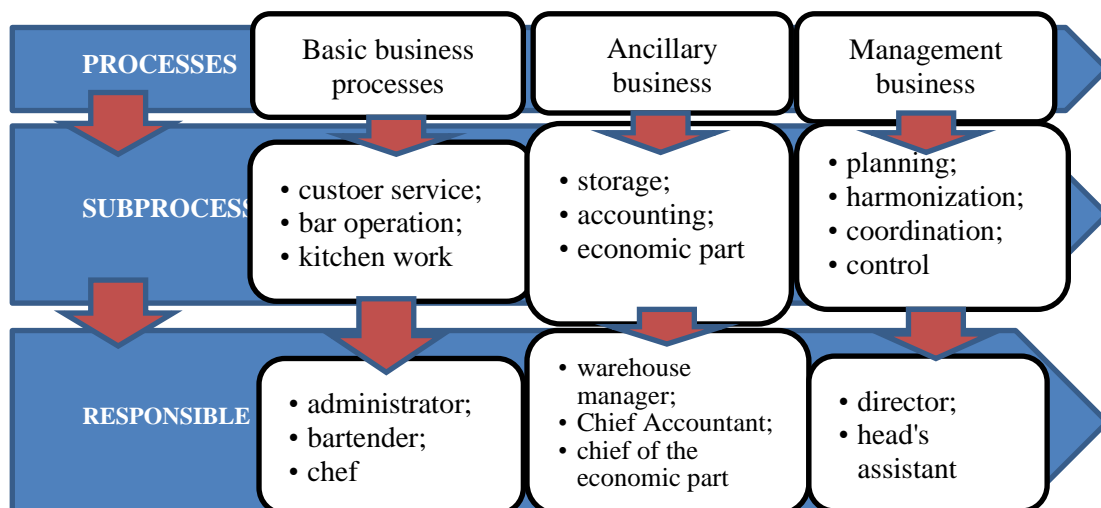 PROCESSES
Basic business
processes
Ancillary
business
Management
business
SUBPROCESS
• custoer service;
• bar operation;
• kitchen work
• storage;
• accounting;
• economic part
• planning;
• harmonization;
• coordination;
• control
RESPONSIBLE
• administrator;
• bartender;
• chef
• warehouse
manager;
• Chief Accountant;
• chief of the
economic part
• director;
• head's
assistant